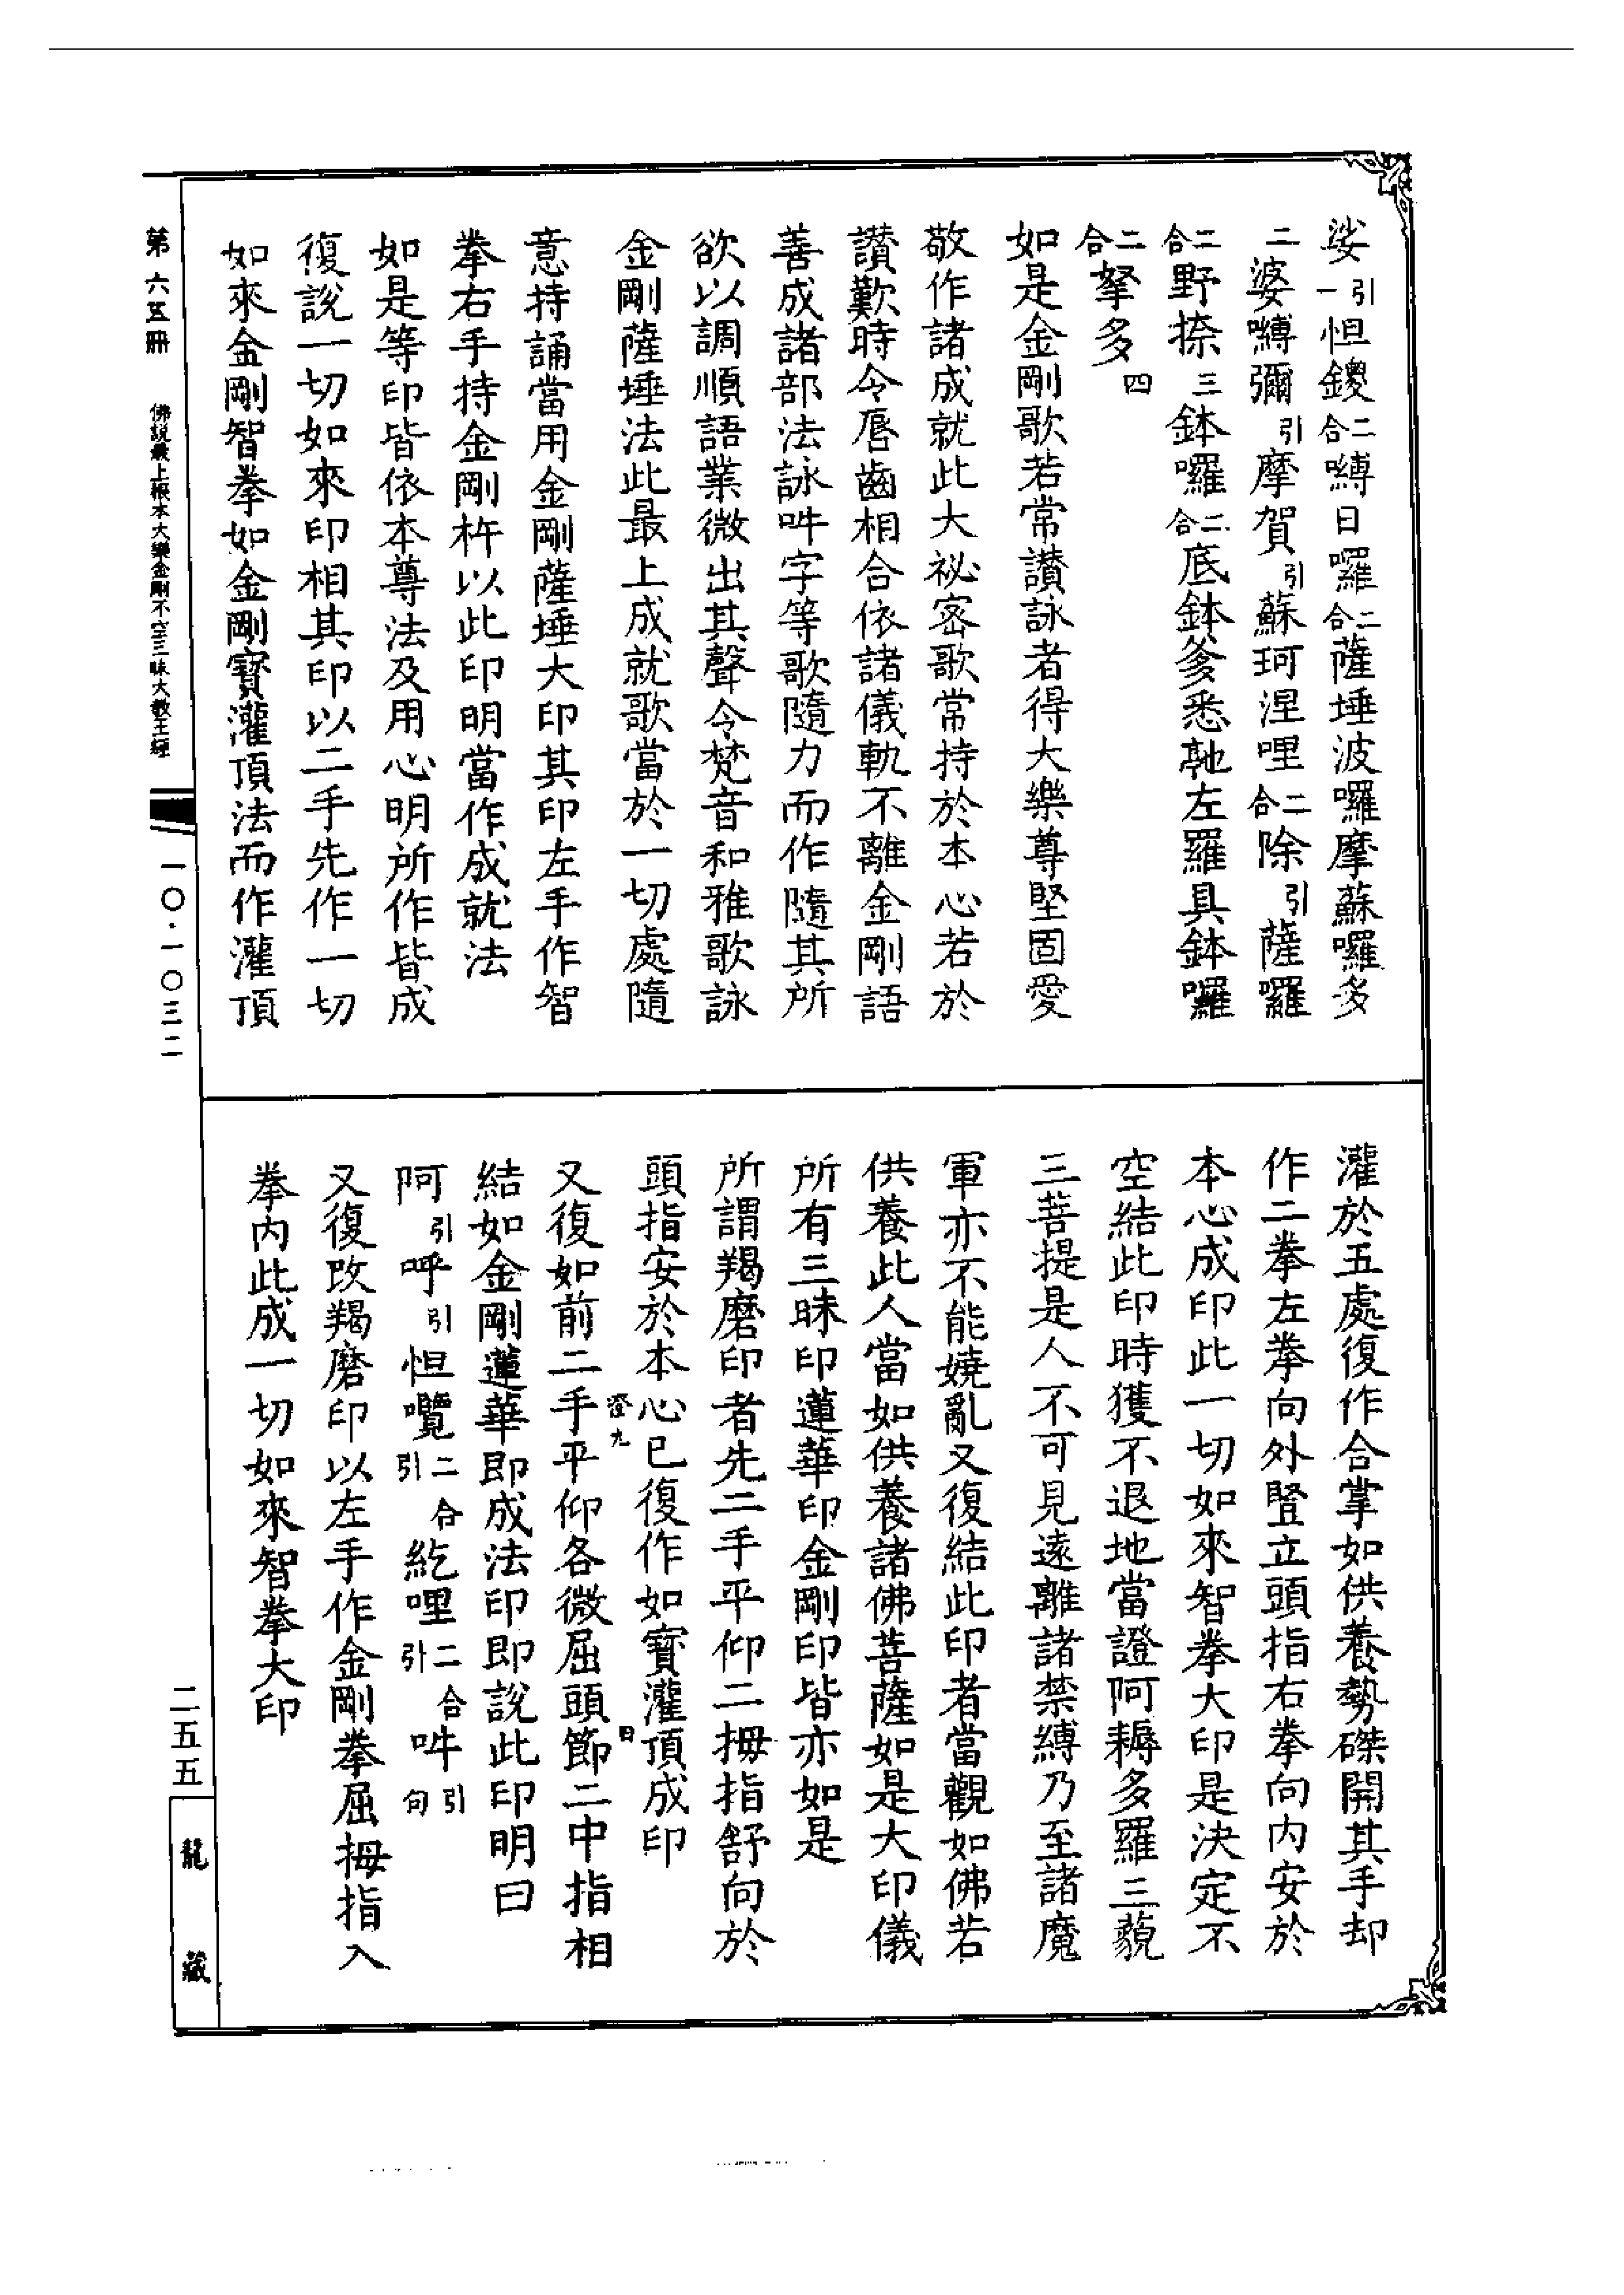 娑引一怛鑁二合嚩日囉二合薩埵波囉摩蘇囉多
二婆嚩彌引摩賀引蘇珂涅哩二合除引薩囉
二合野捺三鉢囉二合底鉢爹悉馳左羅具鉢囉
二合拏多四
如是金剛歌若常讚詠者得大樂尊堅固愛
敬作諸成就此大祕密歌常持於本心若於
讚歎時令唇齒相合依諸儀軌不離金剛語
善成諸部法詠吽字等歌隨力而作隨其所
欲以調順語業微出其聲令梵音和雅歌詠
金剛薩埵法此最上成就歌當於一切處隨
意持誦當用金剛薩埵大印其印左手作智
拳右手持金剛杵以此印明當作成就法
如是等印皆依本尊法及用心明所作皆成
復說一切如來印相其印以二手先作一切
如來金剛智拳如金剛寶灌頂法而作灌頂
灌於五處復作合掌如供養勢磔開其手却
作二拳左拳向外豎立頭指右拳向內安於
本心成印此一切如來智拳大印是決定不
空結此印時獲不退地當證阿耨多羅三藐
三菩提是人不可見遠離諸禁縛乃至諸魔
軍亦不能嬈亂又復結此印者當觀如佛若
供養此人當如供養諸佛菩薩如是大印儀
所有三昧印蓮華印金剛印皆亦如是
所謂羯磨印者先二手平仰二拇指舒向於
頭指安於本心已復作如寶灌頂成印
又復如前二手平仰各微屈頭節二中指相
結如金剛蓮華即成法印即說此印明曰
阿引呼引怛囕二合引紇哩二合引吽引句
又復改羯磨印以左手作金剛拳屈拇指入
拳內此成一切如來智拳大印
第六五冊 佛說最上根本大樂金剛不空三昧大教王經 一〇·一〇三二
二五五
龍藏